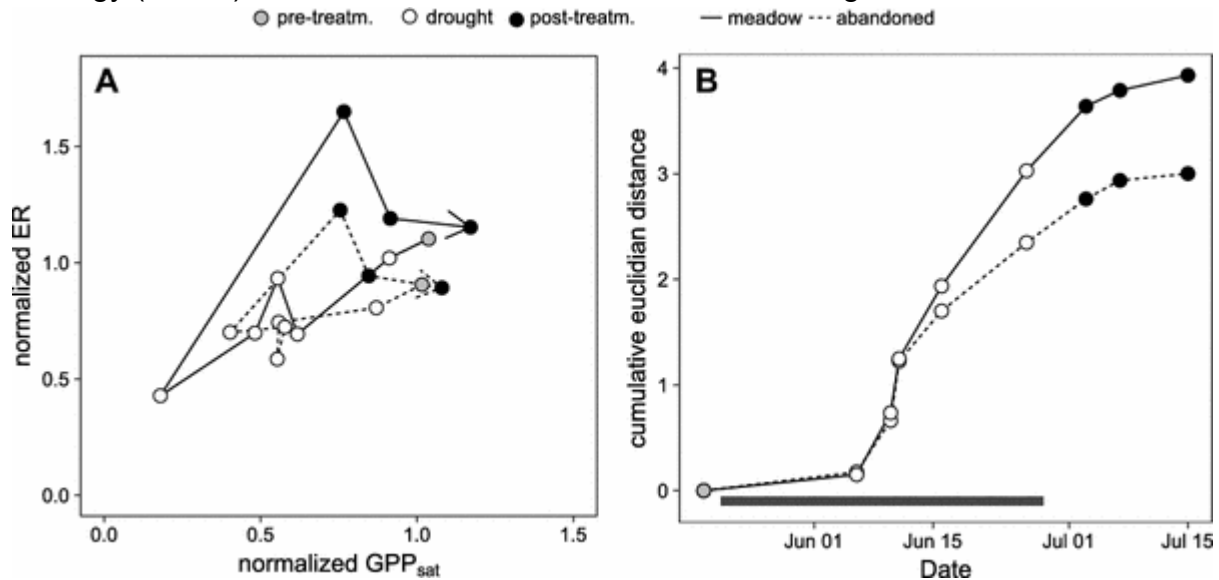 pre-treatm. drought post-treatm. meadow abandoned
A
normalized ER
1.5
1.0
0.5
0.0
0.0 0.5 1.0 1.5
normalized GPPsat
B
cumulative euclidian distance
4
3
2
1
0
Jun 01 Jun 15 Jul 01 Jul 15
Date